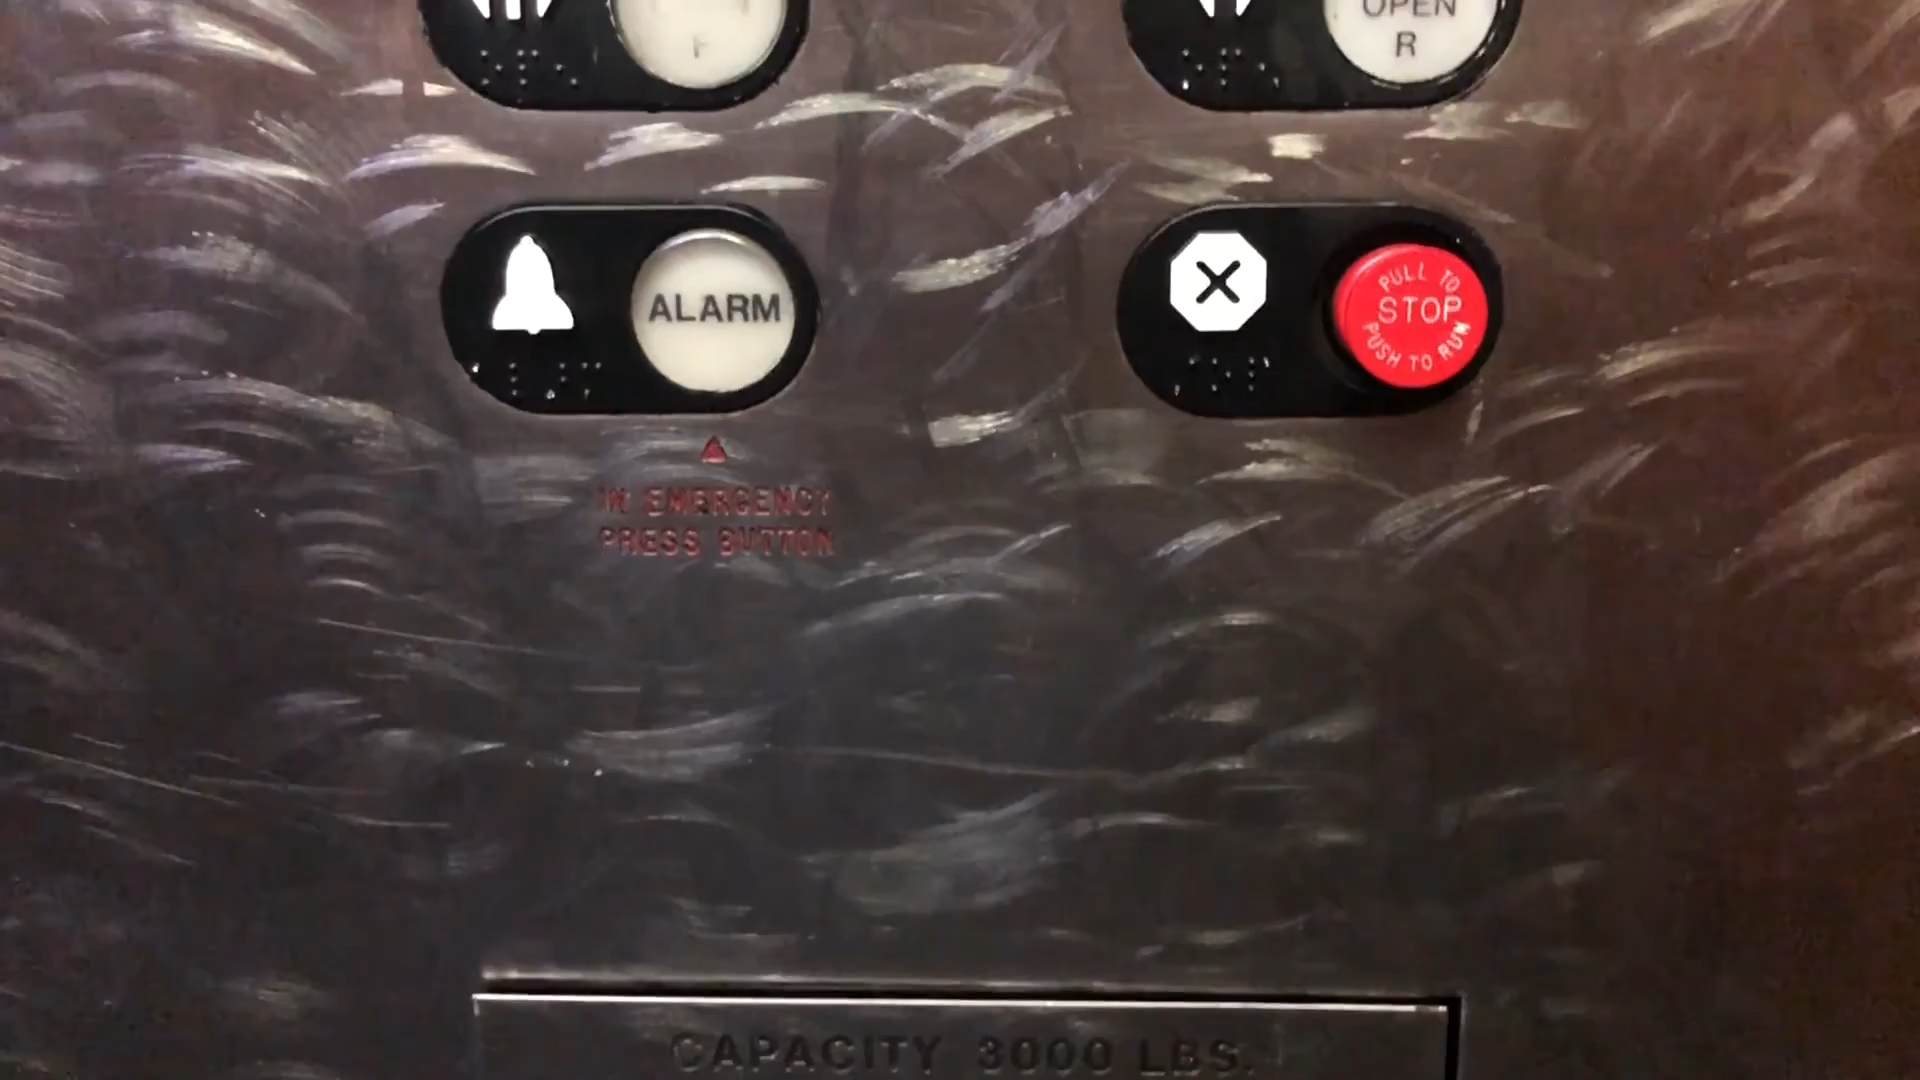 F
OPEN
R
ALARM
PULL TO
STOP
PUSH TO RUN
IN EMERGENCY
PRESS BUTTON
CAPACITY 3000 LBS.